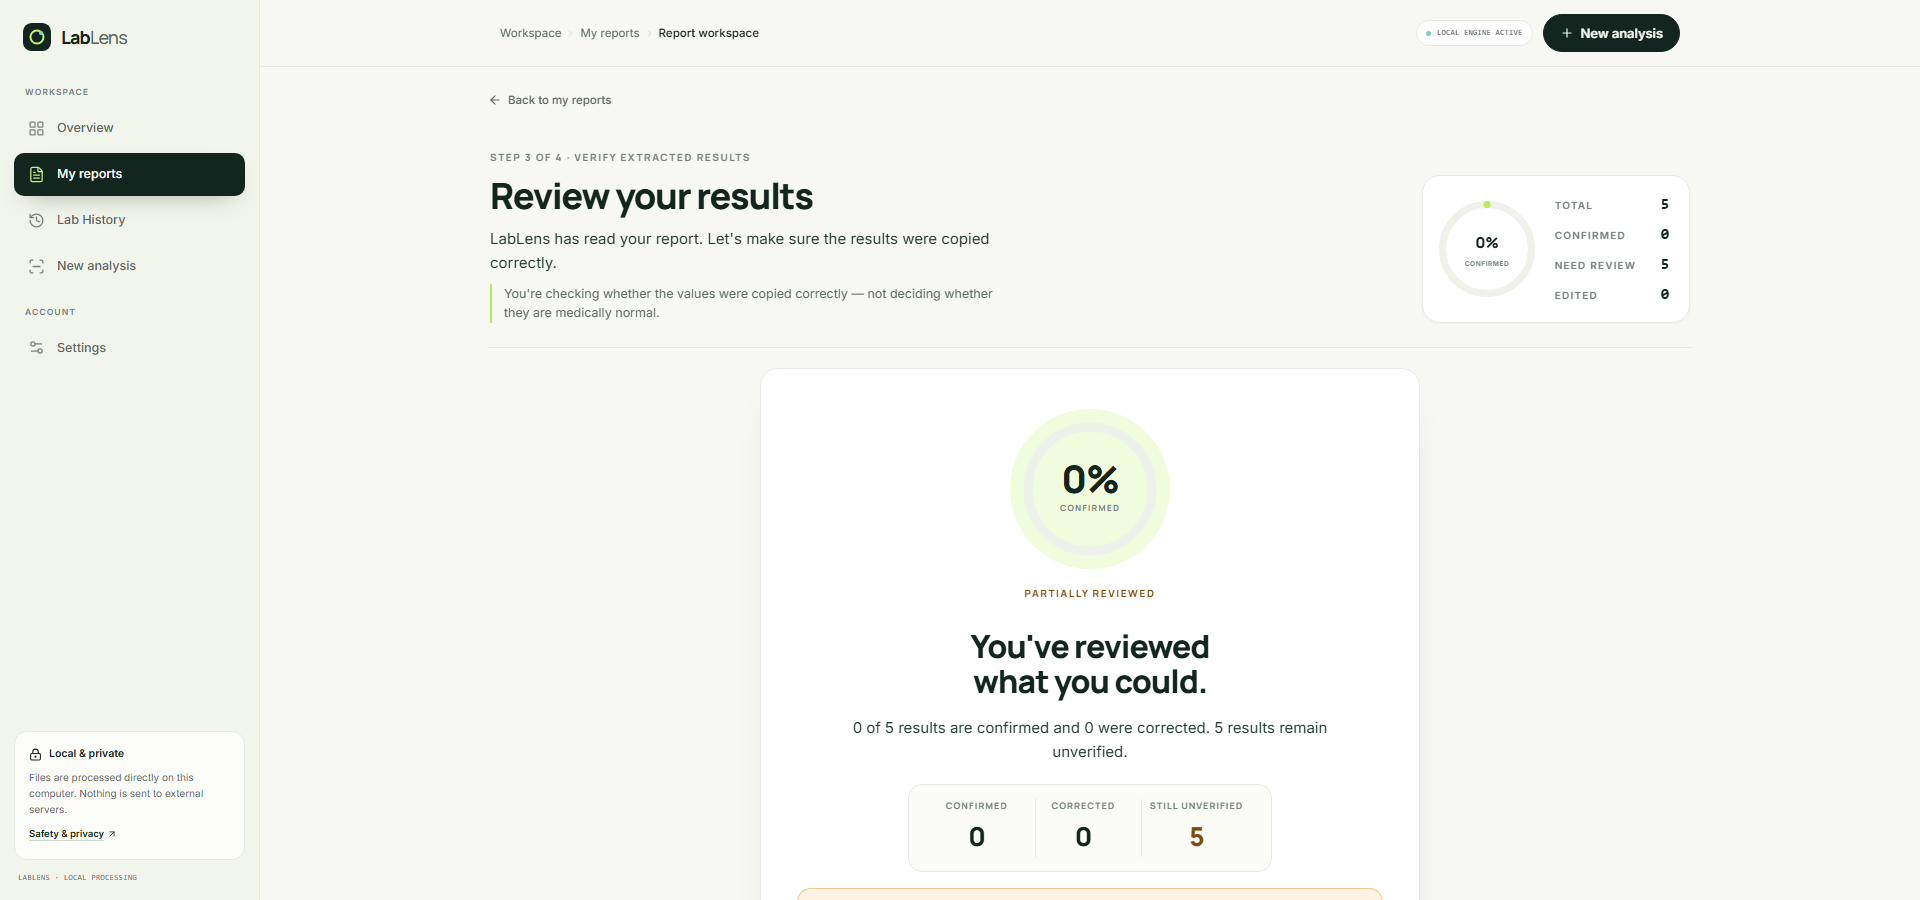 LabLens
WORKSPACE
Overview
My reports
Lab History
New analysis
ACCOUNT
Settings
Local & private
Files are processed directly on this
computer. Nothing is sent to external
servers.
Safety & privacy
LABLENS · LOCAL PROCESSING
Workspace › My reports › Report workspace
LOCAL ENGINE ACTIVE
+ New analysis
← Back to my reports
STEP 3 OF 4 · VERIFY EXTRACTED RESULTS
Review your results
LabLens has read your report. Let's make sure the results were copied
correctly.
You're checking whether the values were copied correctly — not deciding whether
they are medically normal.
0%
CONFIRMED
TOTAL 5
CONFIRMED 0
NEED REVIEW 5
EDITED 0
0%
CONFIRMED
PARTIALLY REVIEWED
You've reviewed
what you could.
0 of 5 results are confirmed and 0 were corrected. 5 results remain
unverified.
CONFIRMED CORRECTED STILL UNVERIFIED
0 0 5